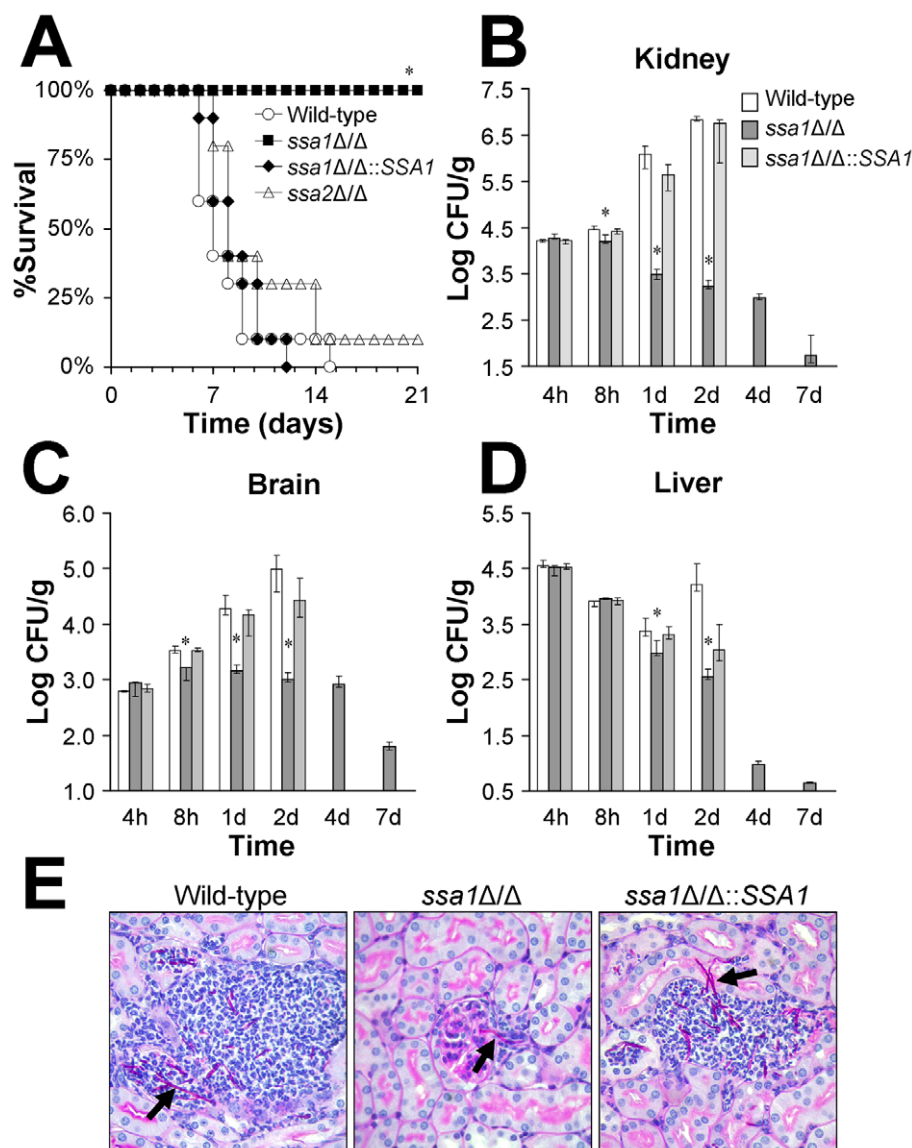 A
*
100%
75%
50%
25%
0%
%Survival
Wild-type
ssa1Δ/Δ
ssa1Δ/Δ::SSA1
ssa2Δ/Δ
0 7 14 21
Time (days)
B
Kidney
7.5
6.5
5.5
4.5
3.5
2.5
1.5
Log CFU/g
Wild-type
ssa1Δ/Δ
ssa1Δ/Δ::SSA1
*
*
*
4h 8h 1d 2d 4d 7d
Time
C
Brain
6.0
5.0
4.0
3.0
2.0
1.0
Log CFU/g
*
*
*
4h 8h 1d 2d 4d 7d
Time
D
Liver
5.5
4.5
3.5
2.5
1.5
0.5
Log CFU/g
*
*
4h 8h 1d 2d 4d 7d
Time
E
Wild-type
ssa1Δ/Δ
ssa1Δ/Δ::SSA1